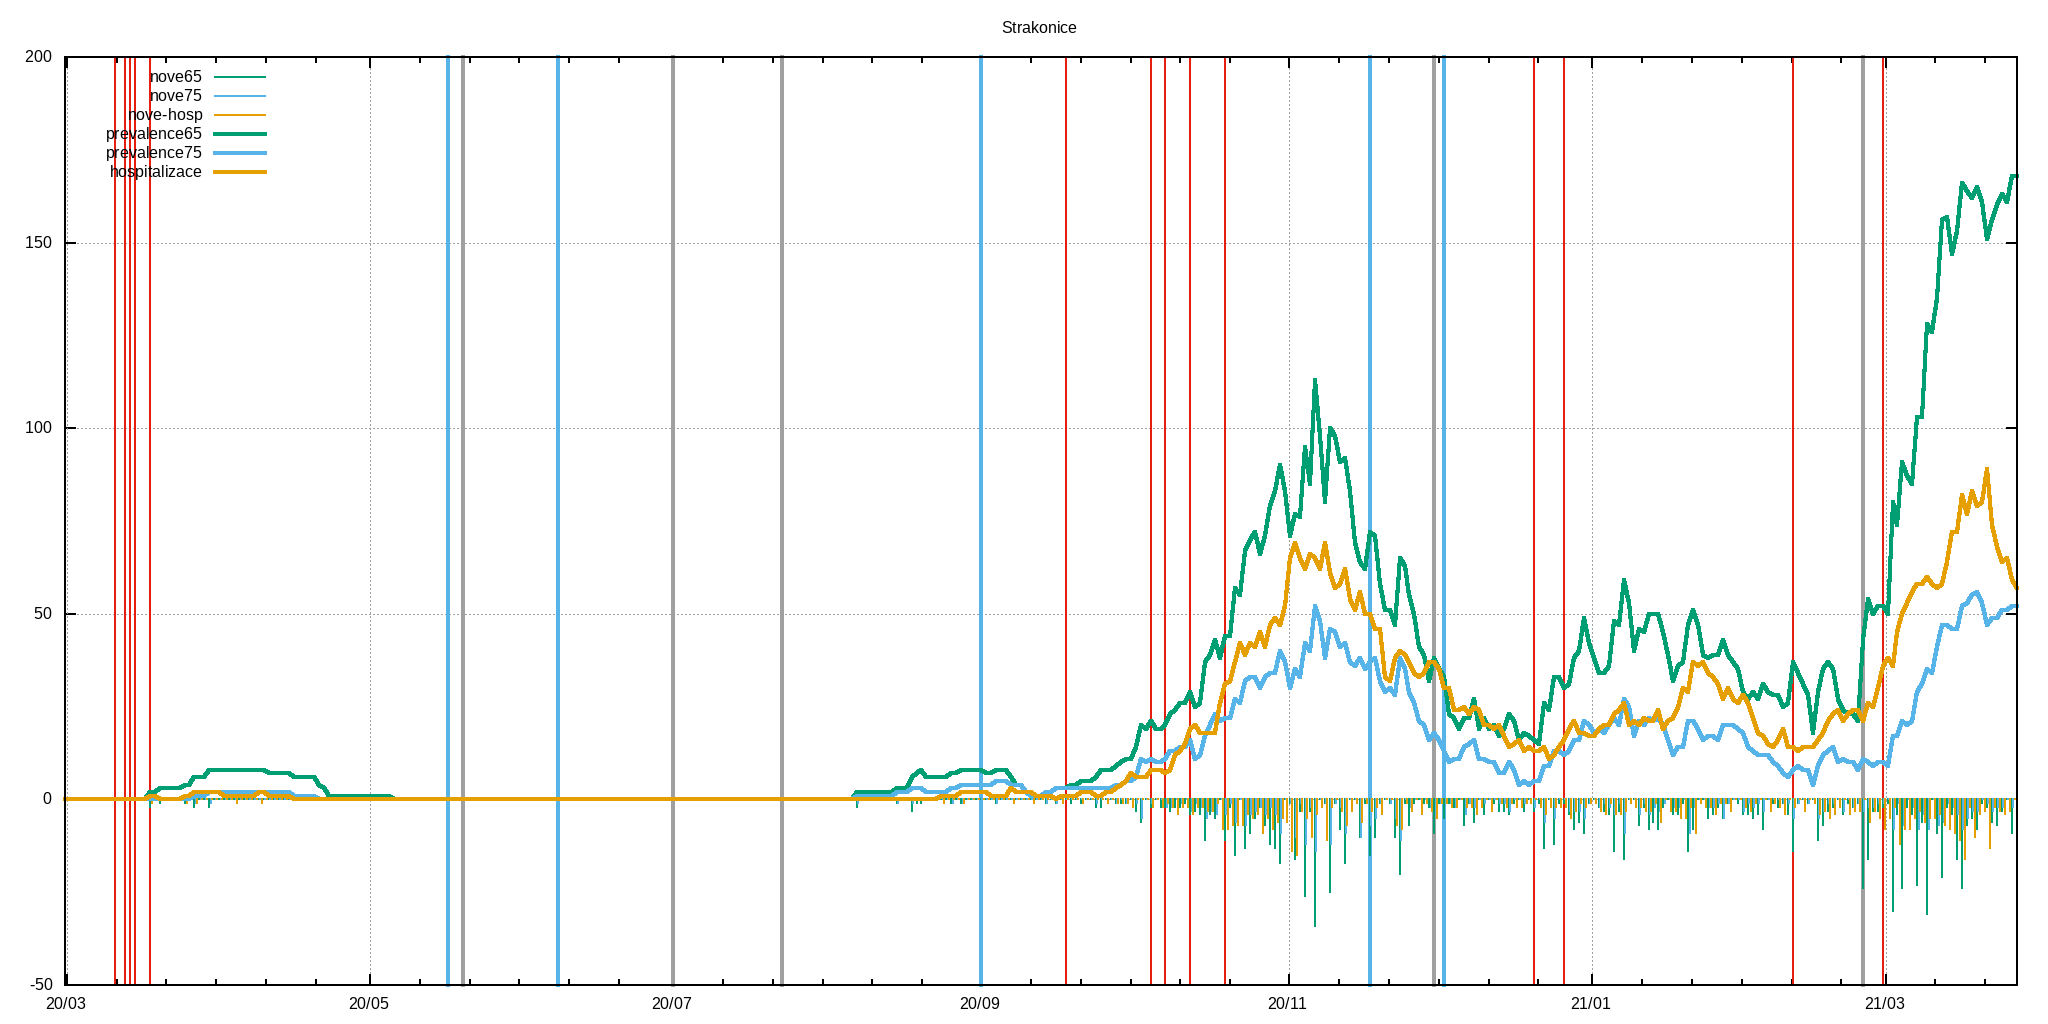 Strakonice
200
150
100
50
0
-50
nove65
nove75
nove-hosp
prevalence65
prevalence75
hospitalizace
20/03 20/05 20/07 20/09 20/11 21/01 21/03